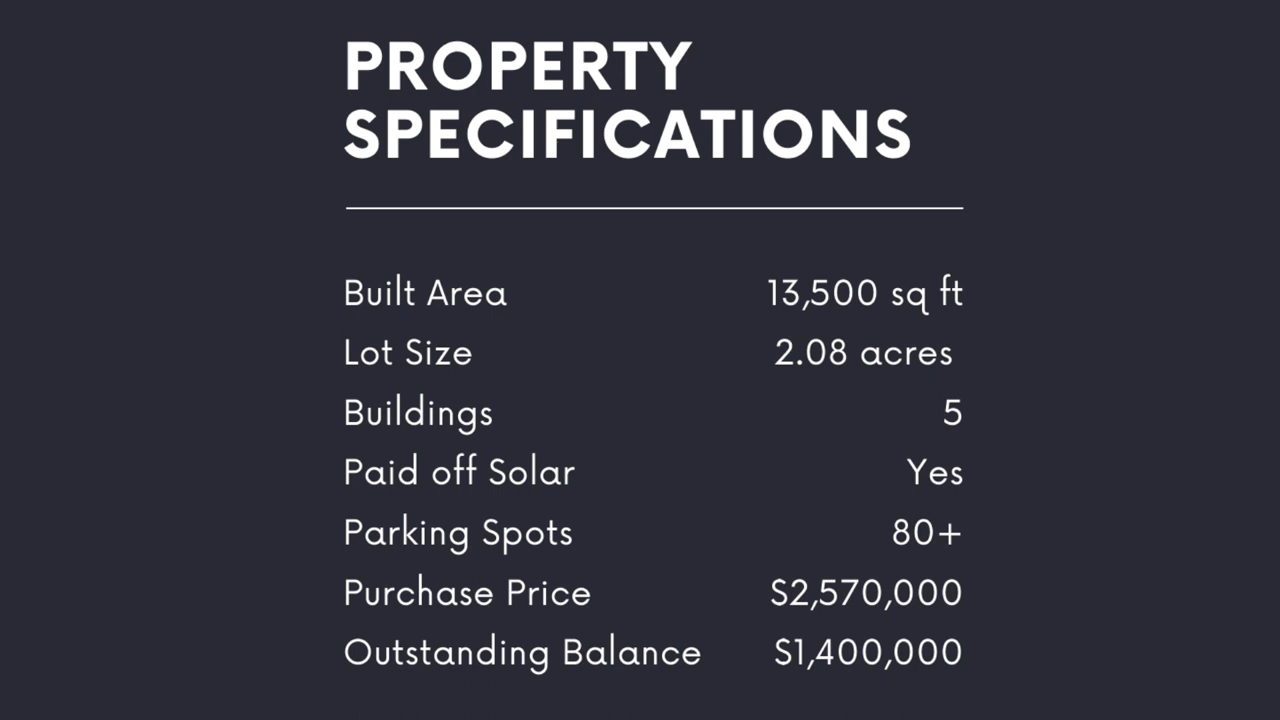 PROPERTY
SPECIFICATIONS
Built Area 13,500 sq ft
Lot Size 2.08 acres
Buildings 5
Paid off Solar Yes
Parking Spots 80+
Purchase Price $2,570,000
Outstanding Balance $1,400,000